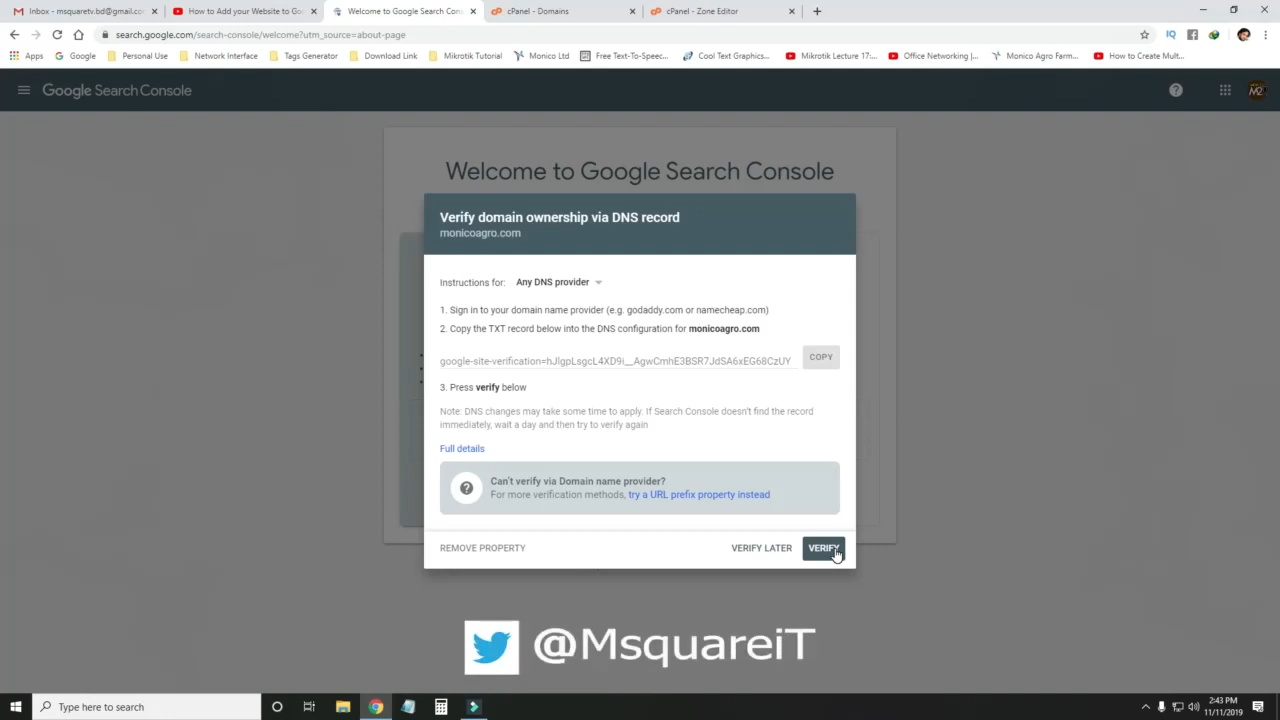 Inbox - msquaretv.bd@gmail.co
How to Add your Website to Go
Welcome to Google Search Cons
cPanel - Domains
cPanel - Zone Editor
search.google.com/search-console/welcome?utm_source=about-page
Apps
Google
Personal Use
Network Interface
Tags Generator
Download Link
Mikrotik Tutorial
Monico Ltd
Free Text-To-Speec...
Cool Text Graphics...
Mikrotik Lecture 17:...
Office Networking |...
Monico Agro Farm...
How to Create Mult...
Google Search Console
Welcome to Google Search Console
Verify domain ownership via DNS record
monicoagro.com
Instructions for: Any DNS provider
1. Sign in to your domain name provider (e.g. godaddy.com or namecheap.com)
2. Copy the TXT record below into the DNS configuration for monicoagro.com
google-site-verification=hJlgpLsgcL4XD9i__AgwCmhE3BSR7JdSA6xEG68CzUY
COPY
3. Press verify below
Note: DNS changes may take some time to apply. If Search Console doesn't find the record
immediately, wait a day and then try to verify again
Full details
Can't verify via Domain name provider?
For more verification methods, try a URL prefix property instead
REMOVE PROPERTY
VERIFY LATER
VERIFY
@MsquareiT
Type here to search
2:43 PM
11/11/2019